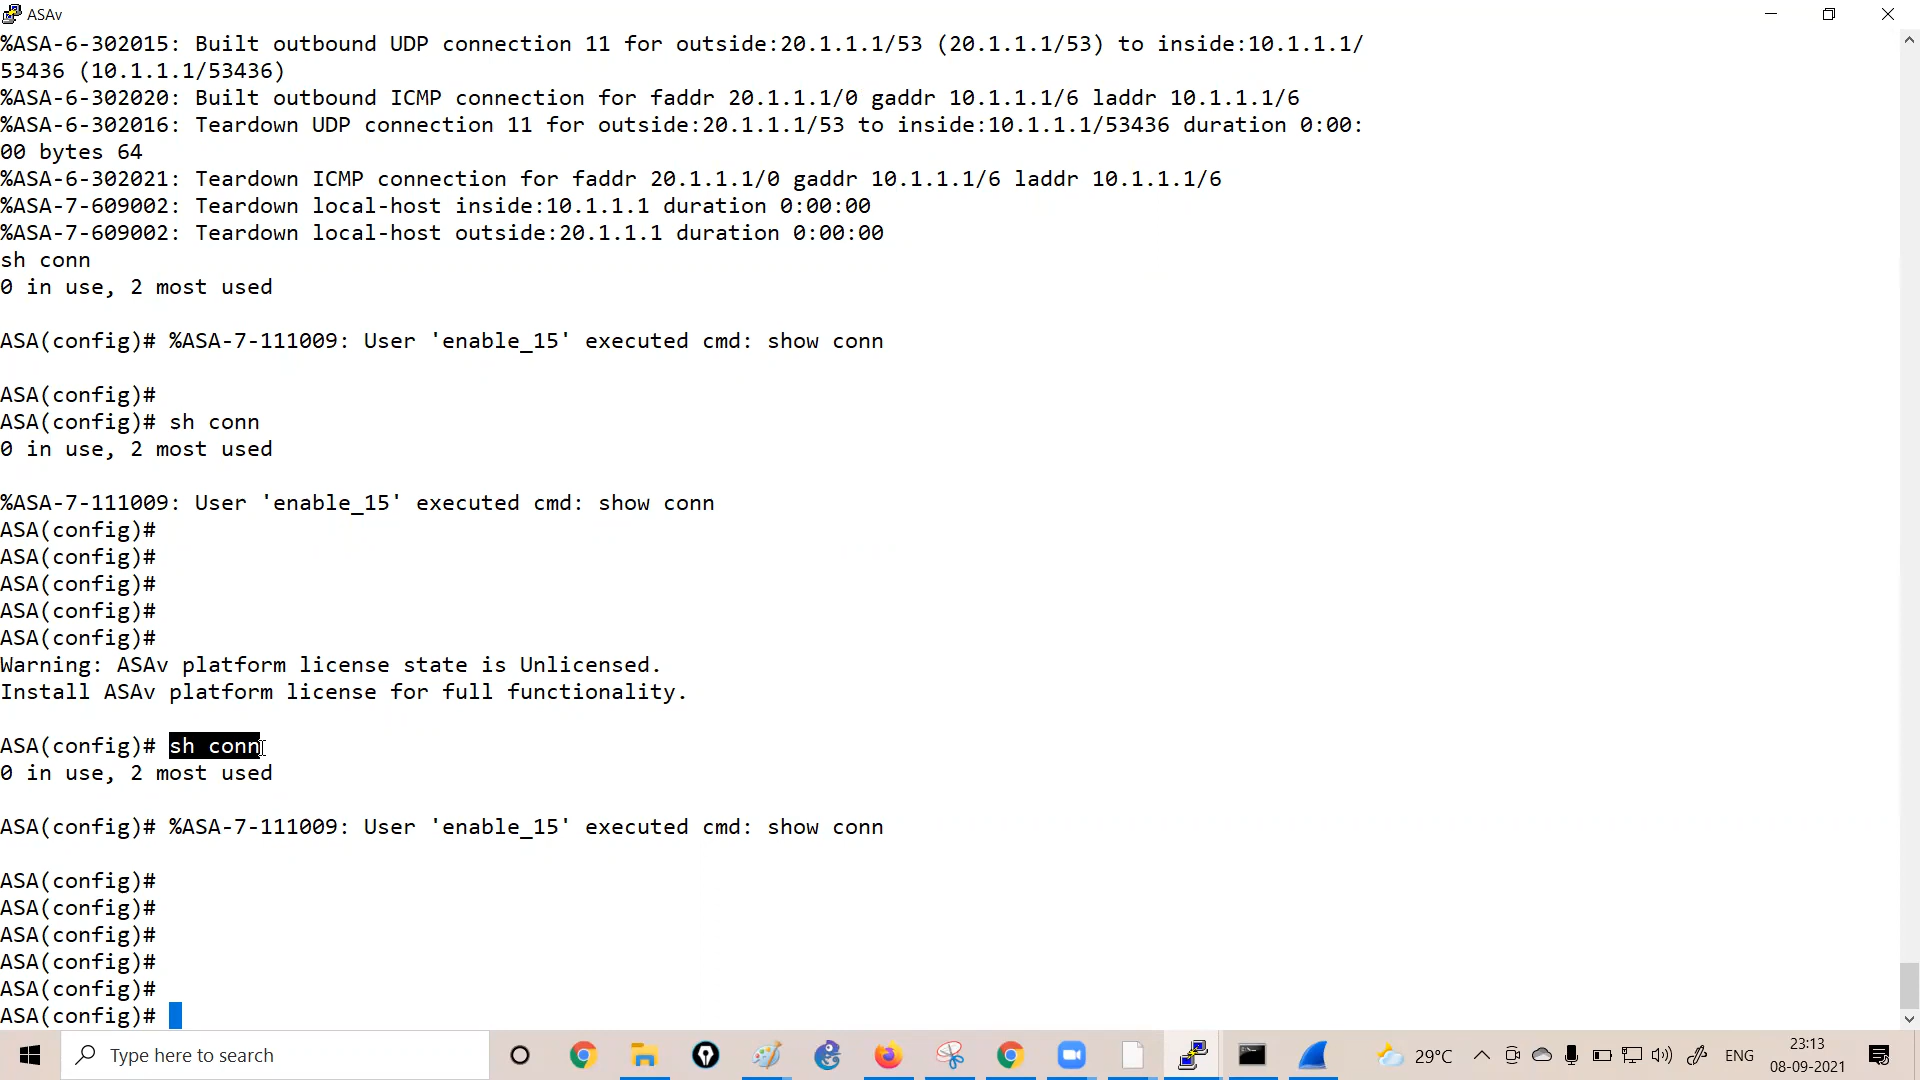 ASAv
%ASA-6-302015: Built outbound UDP connection 11 for outside:20.1.1.1/53 (20.1.1.1/53) to inside:10.1.1.1/
53436 (10.1.1.1/53436)
%ASA-6-302020: Built outbound ICMP connection for faddr 20.1.1.1/0 gaddr 10.1.1.1/6 laddr 10.1.1.1/6
%ASA-6-302016: Teardown UDP connection 11 for outside:20.1.1.1/53 to inside:10.1.1.1/53436 duration 0:00:
00 bytes 64
%ASA-6-302021: Teardown ICMP connection for faddr 20.1.1.1/0 gaddr 10.1.1.1/6 laddr 10.1.1.1/6
%ASA-7-609002: Teardown local-host inside:10.1.1.1 duration 0:00:00
%ASA-7-609002: Teardown local-host outside:20.1.1.1 duration 0:00:00
sh conn
0 in use, 2 most used
ASA(config)# %ASA-7-111009: User 'enable_15' executed cmd: show conn
ASA(config)#
ASA(config)# sh conn
0 in use, 2 most used
%ASA-7-111009: User 'enable_15' executed cmd: show conn
ASA(config)#
ASA(config)#
ASA(config)#
ASA(config)#
ASA(config)#
Warning: ASAv platform license state is Unlicensed.
Install ASAv platform license for full functionality.
ASA(config)# sh conn
0 in use, 2 most used
ASA(config)# %ASA-7-111009: User 'enable_15' executed cmd: show conn
ASA(config)#
ASA(config)#
ASA(config)#
ASA(config)#
ASA(config)#
ASA(config)#
Type here to search
29°C
ENG
23:13
08-09-2021